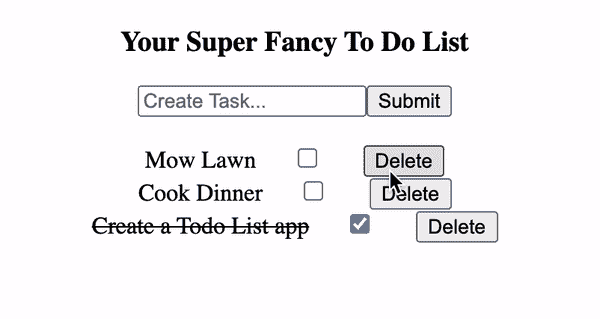 Your Super Fancy To Do List
Create Task... Submit
Mow Lawn Delete
Cook Dinner Delete
Create a Todo List app Delete